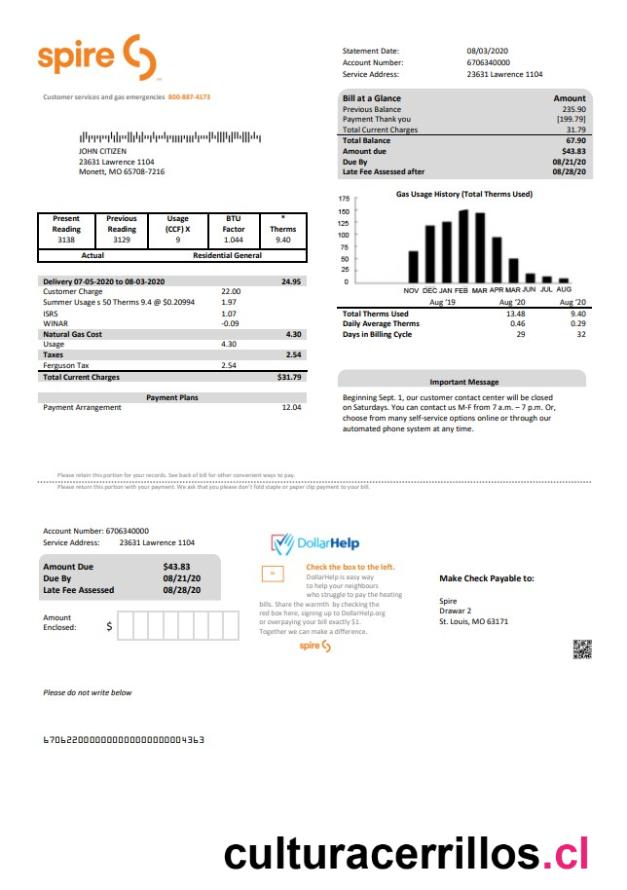 spire
Customer services and gas emergencies 800-887-4173
Statement Date: 08/03/2020
Account Number: 6706340000
Service Address: 23631 Lawrence 1104
JOHN CITIZEN
23631 Lawrence 1104
Monett, MO 65708-7216
Bill at a Glance Amount
Previous Balance 235.90
Payment Thank you [199.79]
Total Current Charges 31.79
Total Balance 67.90
Amount due $43.83
Due By 08/21/20
Late Fee Assessed after 08/28/20
Present Reading Previous Reading Usage (CCF) X BTU Factor * Therms
3138 3129 9 1.044 9.40
Actual Residential General
Gas Usage History (Total Therms Used)
175
150
125
100
75
50
25
0
NOV DEC JAN FEB MAR APR MAR JUN JUL AUG
Aug '19 Aug '20 Aug '20
Total Therms Used 13.48 9.40
Daily Average Therms 0.46 0.29
Days in Billing Cycle 29 32
Delivery 07-05-2020 to 08-03-2020 24.95
Customer Charge 22.00
Summer Usage s 50 Therms 9.4 @ $0.20994 1.97
ISRS 1.07
WINAR -0.09
Natural Gas Cost 4.30
Usage 4.30
Taxes 2.54
Ferguson Tax 2.54
Total Current Charges $31.79
Payment Plans
Payment Arrangement 12.04
Important Message
Beginning Sept. 1, our customer contact center will be closed
on Saturdays. You can contact us M-F from 7 a.m. – 7 p.m. Or,
choose from many self-service options online or through our
automated phone system at any time.
Please retain this portion for your records. See back of bill for other convenient ways to pay.
Please return this portion with your payment. We ask that you please don't fold staple or paper clip payment to your bill.
Account Number: 6706340000
Service Address: 23631 Lawrence 1104
Amount Due $43.83
Due By 08/21/20
Late Fee Assessed 08/28/20
Amount
Enclosed: $
DollarHelp
Check the box to the left.
DollarHelp is easy way
to help your neighbours
who struggle to pay the heating
bills. Share the warmth by checking the
red box here, signing up to DollarHelp.org
or overpaying your bill exactly $1.
Together we can make a difference.
spire
Make Check Payable to:
Spire
Drawar 2
St. Louis, MO 63171
Please do not write below
culturacerrillos.cl